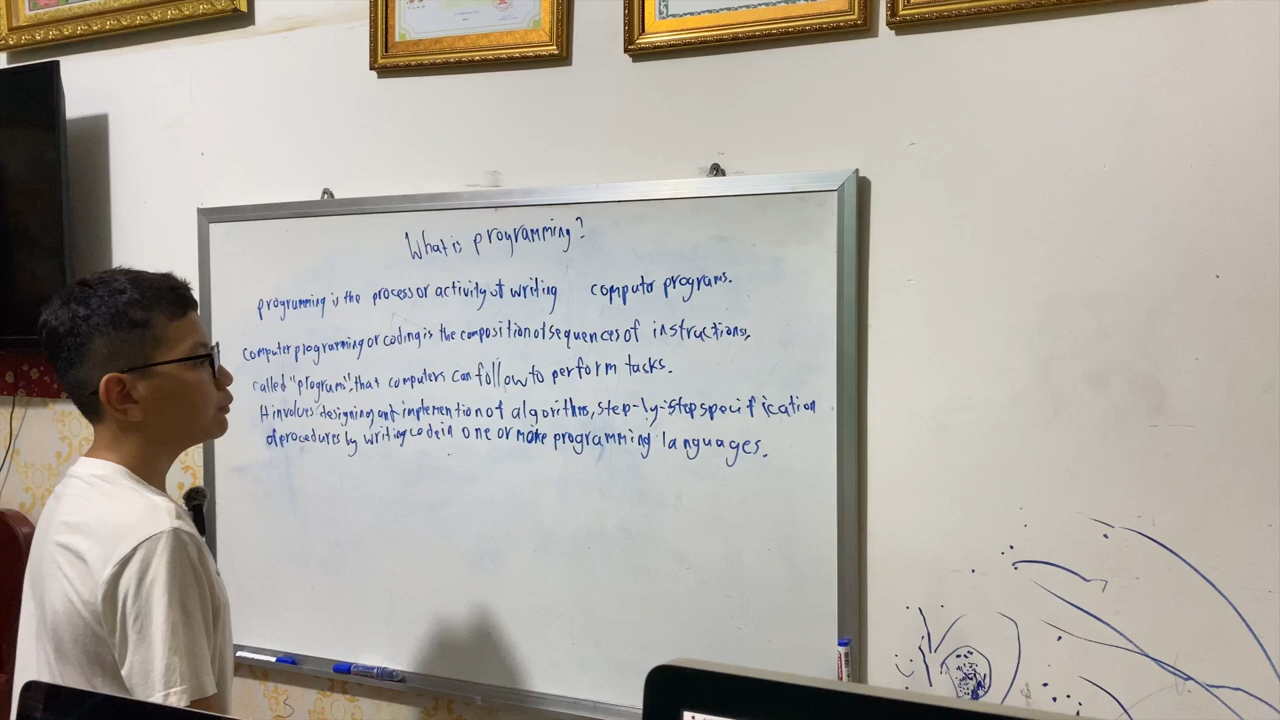 What is programming?
programming is the process or activity of writing computer programs.
computer programming or coding is the composition of sequences of instructions,
called "programs", that computers can follow to perform tasks.
It involves designing and implemention of algorithms, step-by-step specification
of procedures by writing code in one or more programming languages.